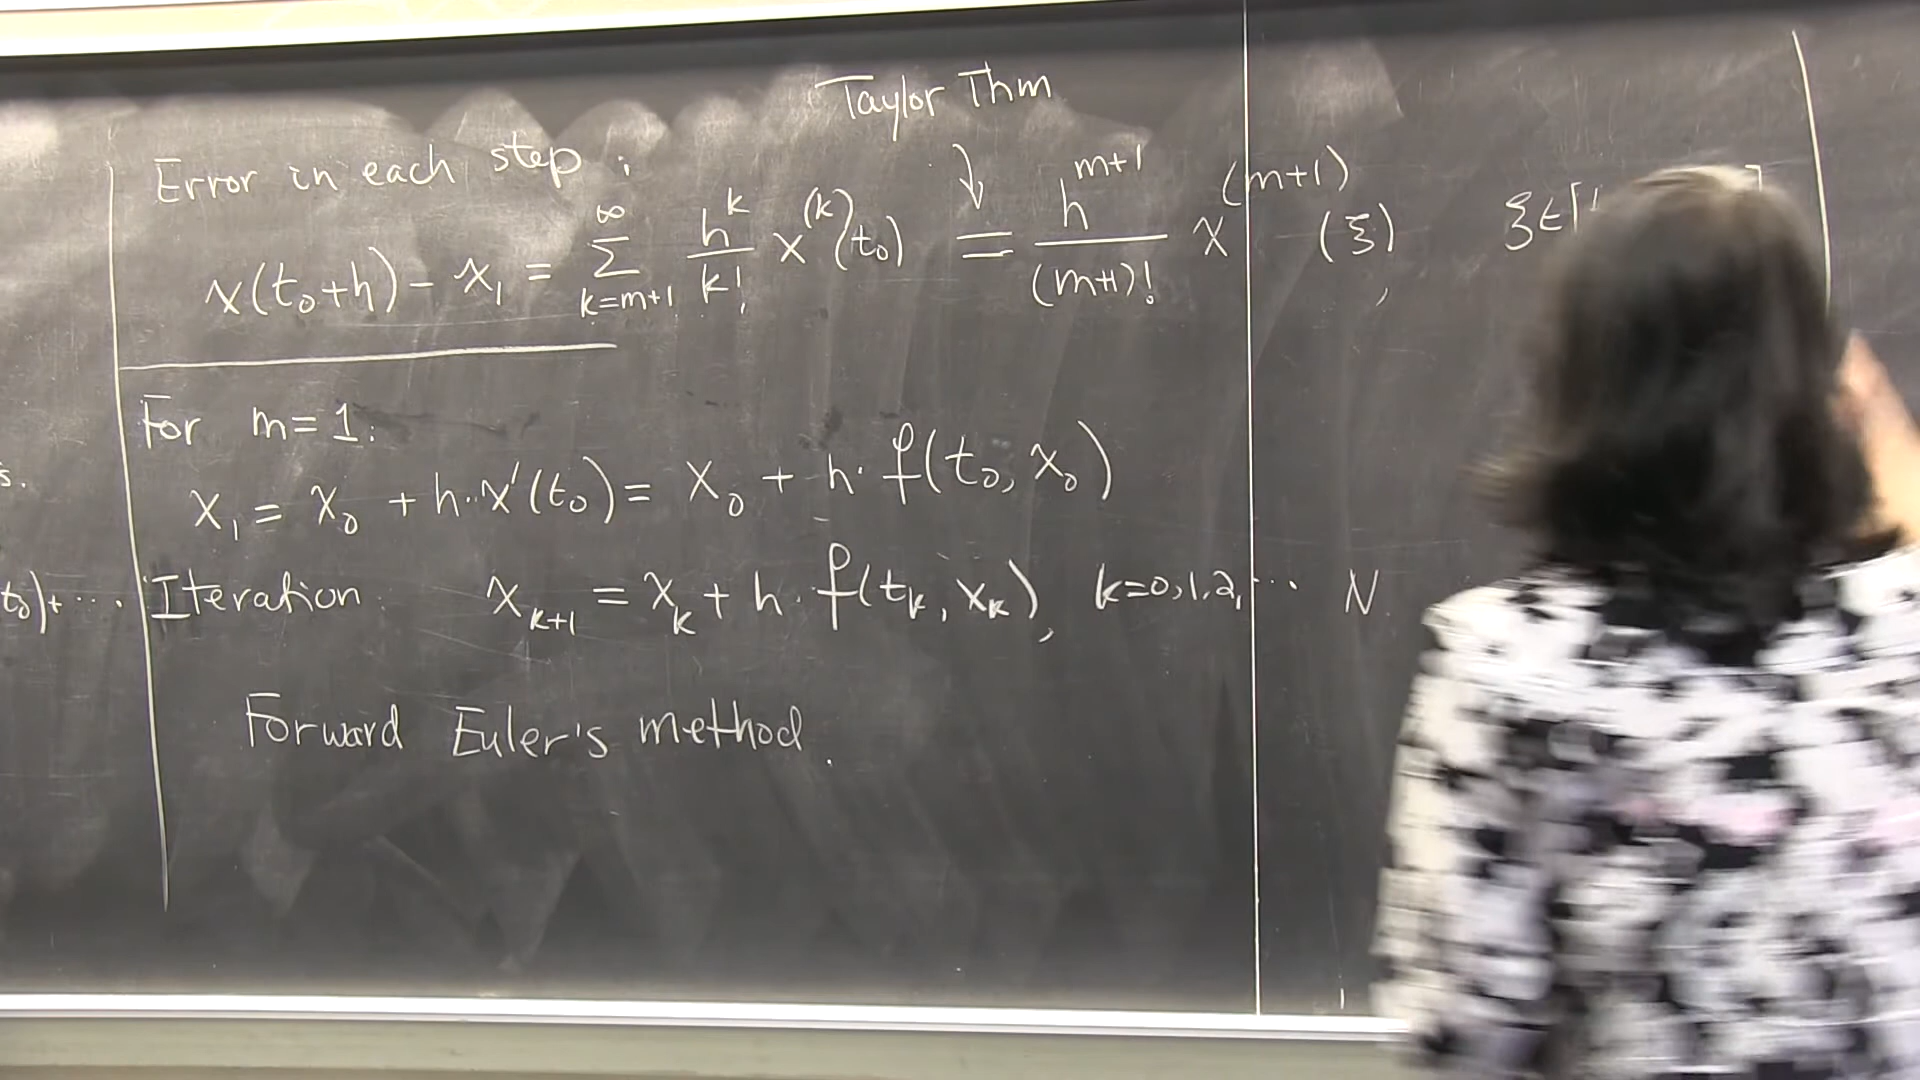 Taylor Thm
Error in each step:
x(t₀+h) - x₁ = ∑_{k=m+1}^{∞} h^k/k! x^(k)(t₀) = h^{m+1}/(m+1)! x^(m+1)(ξ), ξ∈[
For m=1:
x₁ = x₀ + h·x'(t₀) = x₀ + h·f(t₀, x₀)
s.
t₀)+ ···
Iteration: x_{k+1} = x_k + h·f(t_k, x_k), k=0,1,2,··· N
Forward Euler's method.